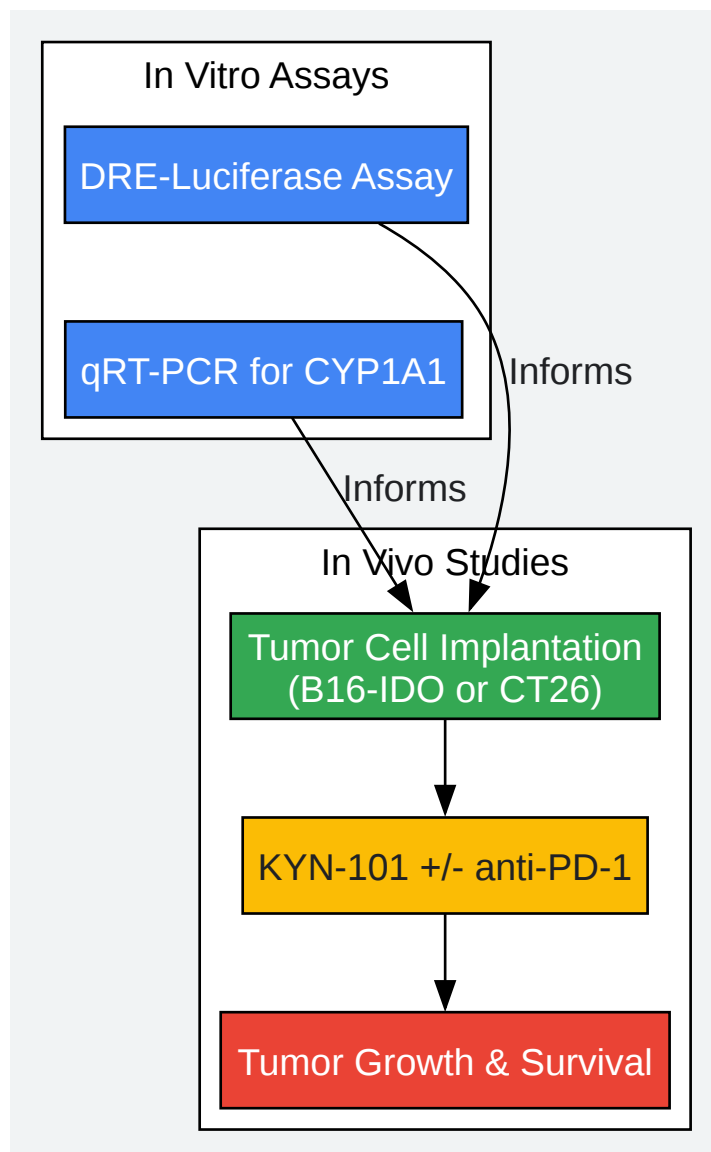 In Vitro Assays
DRE-Luciferase Assay
qRT-PCR for CYP1A1
Informs
Informs
In Vivo Studies
Tumor Cell Implantation
(B16-IDO or CT26)
KYN-101 +/- anti-PD-1
Tumor Growth & Survival